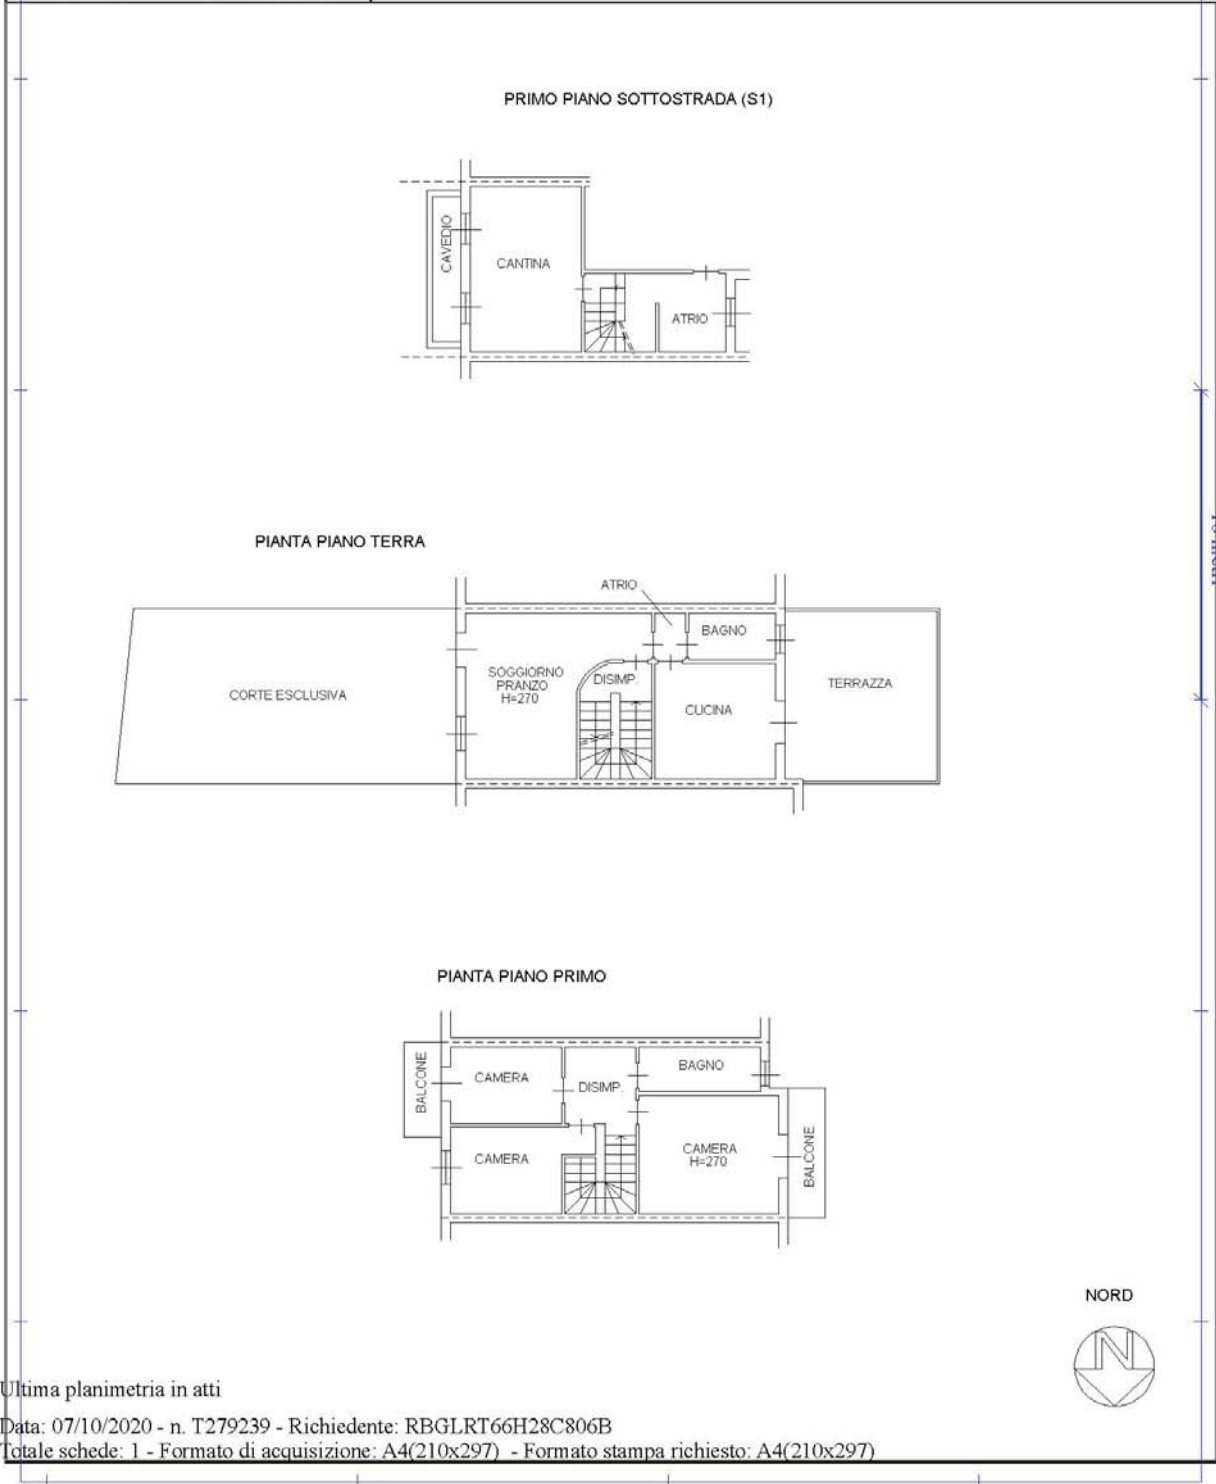 PRIMO PIANO SOTTOSTRADA (S1)
CAVEDIO
CANTINA
ATRIO
PIANTA PIANO TERRA
ATRIO
BAGNO
SOGGIORNO
PRANZO
H=270
DISIMP.
CORTE ESCLUSIVA
TERRAZZA
CUCINA
PIANTA PIANO PRIMO
BALCONE
CAMERA
DISIMP.
BAGNO
CAMERA
CAMERA
H=270
BALCONE
NORD
N
Ultima planimetria in atti
Data: 07/10/2020 - n. T279239 - Richiedente: RBGLRT66H28C806B
Totale schede: 1 - Formato di acquisizione: A4(210x297) - Formato stampa richiesto: A4(210x297)